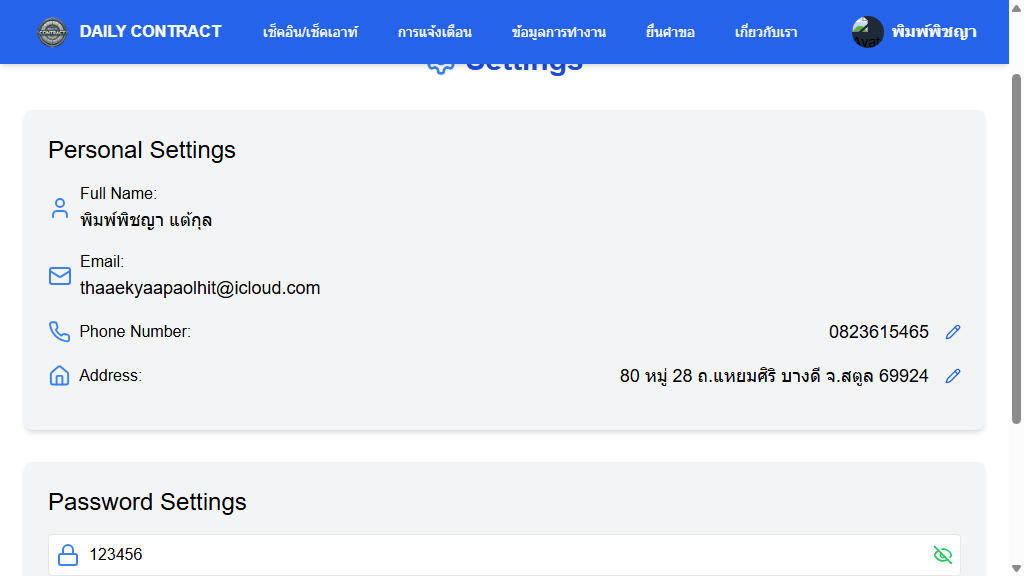 DAILY CONTRACT
เช็คอิน/เช็คเอาท์
การแจ้งเตือน
ข้อมูลการทำงาน
ยื่นคำขอ
เกี่ยวกับเรา
พิมพ์พิชญา
Settings
Personal Settings
Full Name:
พิมพ์พิชญา แต้กุล
Email:
thaaekyaapaolhit@icloud.com
Phone Number: 0823615465
Address: 80 หมู่ 28 ถ.แหยมศิริ บางดี จ.สตูล 69924
Password Settings
123456